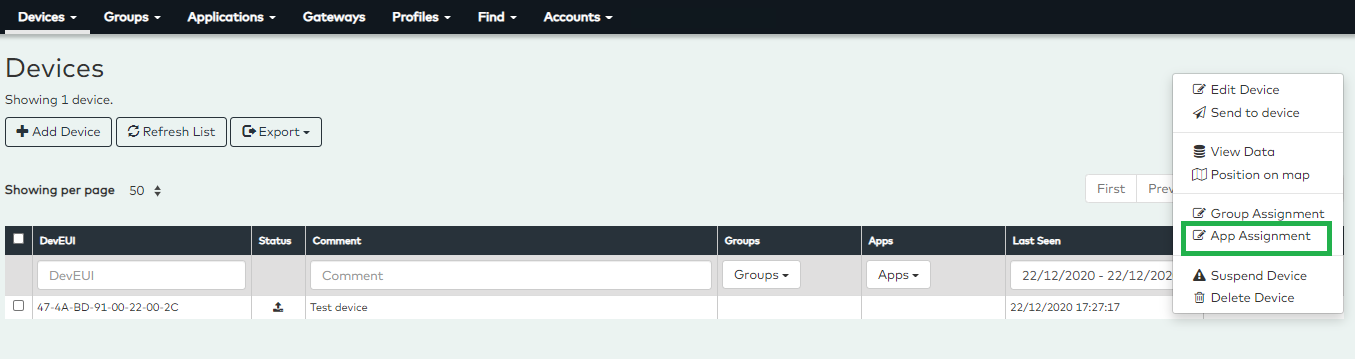 Devices Groups Applications Gateways Profiles Find Accounts
Devices
Showing 1 device.
Add Device Refresh List Export
Showing per page 50
First Prev
Edit Device
Send to device
View Data
Position on map
Group Assignment
App Assignment
Suspend Device
Delete Device
DevEUI Status Comment Groups Apps Last Seen
DevEUI Comment Groups Apps 22/12/2020 - 22/12/202
47-4A-BD-91-00-22-00-2C Test device 22/12/2020 17:27:17